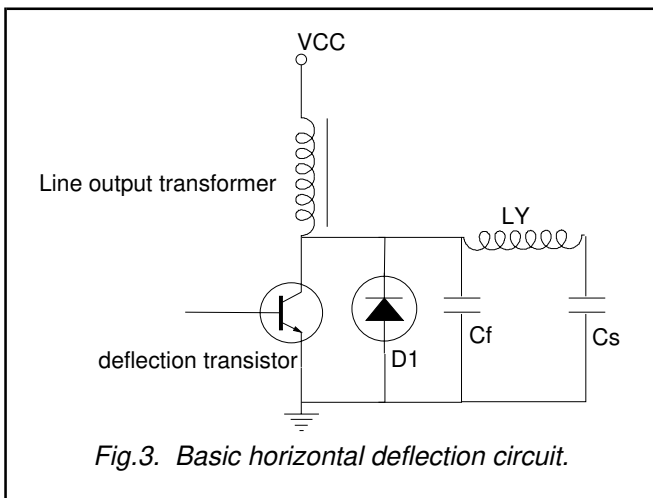 VCC
Line output transformer
LY
deflection transistor
D1
Cf
Cs
Fig.3. Basic horizontal deflection circuit.